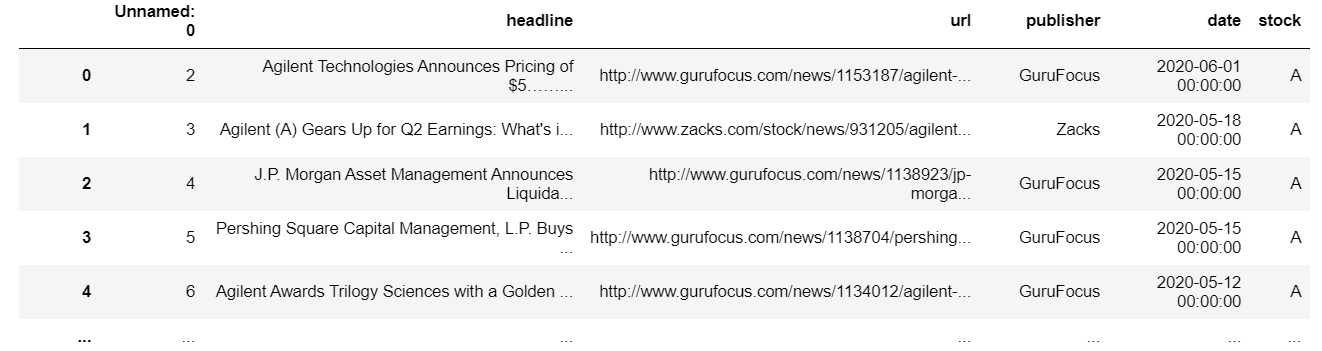 Unnamed: 0 headline url publisher date stock
0 2 Agilent Technologies Announces Pricing of $5……... http://www.gurufocus.com/news/1153187/agilent-... GuruFocus 2020-06-01 00:00:00 A
1 3 Agilent (A) Gears Up for Q2 Earnings: What's i... http://www.zacks.com/stock/news/931205/agilent... Zacks 2020-05-18 00:00:00 A
2 4 J.P. Morgan Asset Management Announces Liquida... http://www.gurufocus.com/news/1138923/jp-morga... GuruFocus 2020-05-15 00:00:00 A
3 5 Pershing Square Capital Management, L.P. Buys ... http://www.gurufocus.com/news/1138704/pershing... GuruFocus 2020-05-15 00:00:00 A
4 6 Agilent Awards Trilogy Sciences with a Golden ... http://www.gurufocus.com/news/1134012/agilent-... GuruFocus 2020-05-12 00:00:00 A
... ... ... ... ... ... ...